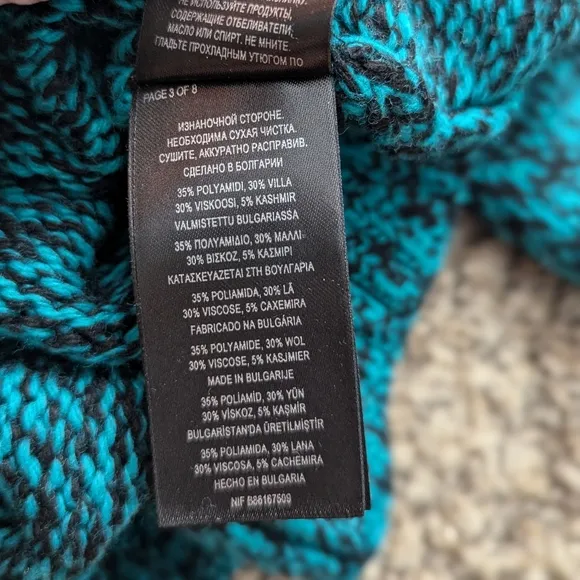 НЕ ИСПОЛЬЗУЙТЕ ПРОДУКТЫ,
СОДЕРЖАЩИЕ ОТБЕЛИВАТЕЛИ,
МАСЛО ИЛИ СПИРТ. НЕ МНИТЕ.
ГЛАДЬТЕ ПРОХЛАДНЫМ УТЮГОМ ПО
PAGE 3 OF 8
ИЗНАНОЧНОЙ СТОРОНЕ.
НЕОБХОДИМА СУХАЯ ЧИСТКА.
СУШИТЕ, АККУРАТНО РАСПРАВИВ.
СДЕЛАНО В БОЛГАРИИ
35% POLYAMIDI, 30% VILLA
30% VISKOOSI, 5% KASHMIR
VALMISTETTU BULGARIASSA
35% ΠΟΛΥΑΜΙΔΙΟ, 30% ΜΑΛΛΙ
30% ΒΙΣΚΟΖ, 5% ΚΑΣΜΙΡΙ
ΚΑΤΑΣΚΕΥΑΖΕΤΑΙ ΣΤΗ ΒΟΥΛΓΑΡΙΑ
35% POLIAMIDA, 30% LÃ
30% VISCOSE, 5% CAXEMIRA
FABRICADO NA BULGÁRIA
35% POLYAMIDE, 30% WOL
30% VISCOSE, 5% KASJMIER
MADE IN BULGARIJE
35% POLİAMİD, 30% YÜN
30% VİSKOZ, 5% KAŞMİR
BULGARİSTAN'DA ÜRETİLMİŞTİR
35% POLIAMIDA, 30% LANA
30% VISCOSA, 5% CACHEMIRA
HECHO EN BULGARIA
NIF B86167509